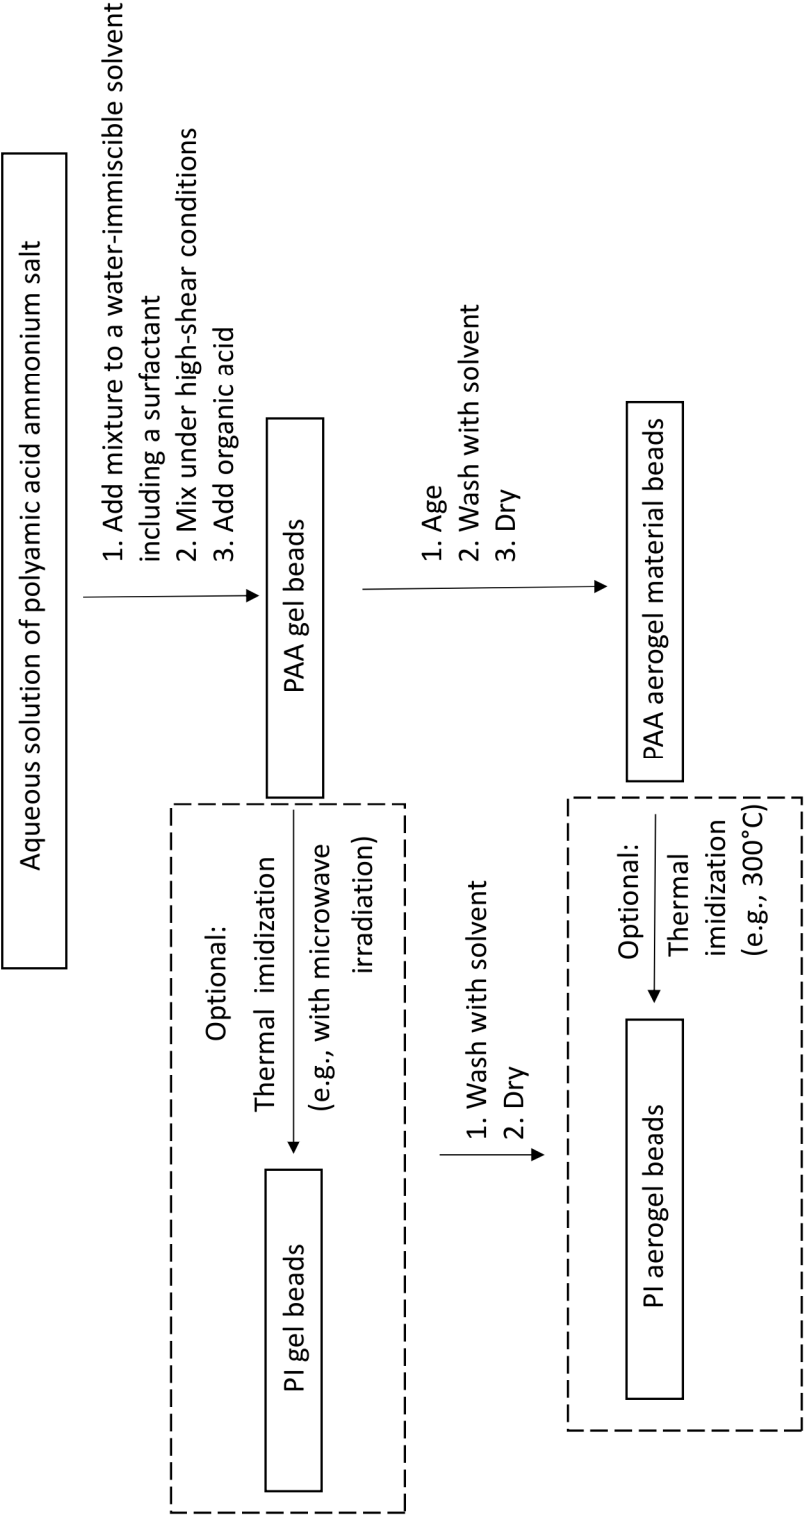 Aqueous solution of polyamic acid ammonium salt
1. Add mixture to a water-immiscible solvent
including a surfactant
2. Mix under high-shear conditions
3. Add organic acid
PAA gel beads
Optional:
Thermal imidization
(e.g., with microwave
irradiation)
PI gel beads
1. Age
2. Wash with solvent
3. Dry
1. Wash with solvent
2. Dry
PAA aerogel material beads
Optional:
Thermal
imidization
(e.g., 300°C)
PI aerogel beads